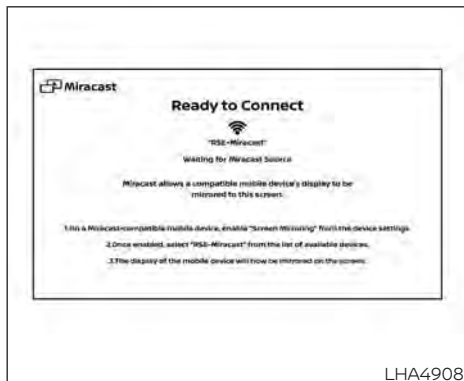 Miracast
Ready to Connect
"RSE-Miracast"
Waiting for Miracast Source
Miracast allows a compatible mobile device's display to be
mirrored to this screen.
1.On a Miracast-compatible mobile device, enable "Screen Mirroring" from the device settings.
2.Once enabled, select "RSE-Miracast" from the list of available devices.
3.The display of the mobile device will now be mirrored on the screen.
LHA4908